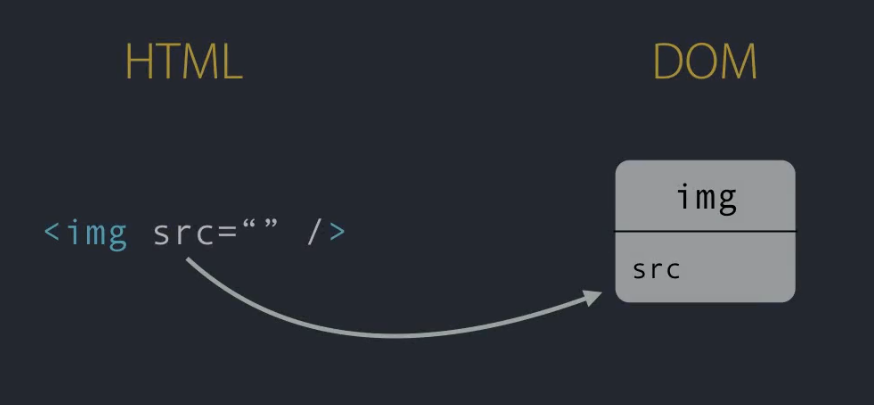 HTML
DOM
<img src=“” />
img
src